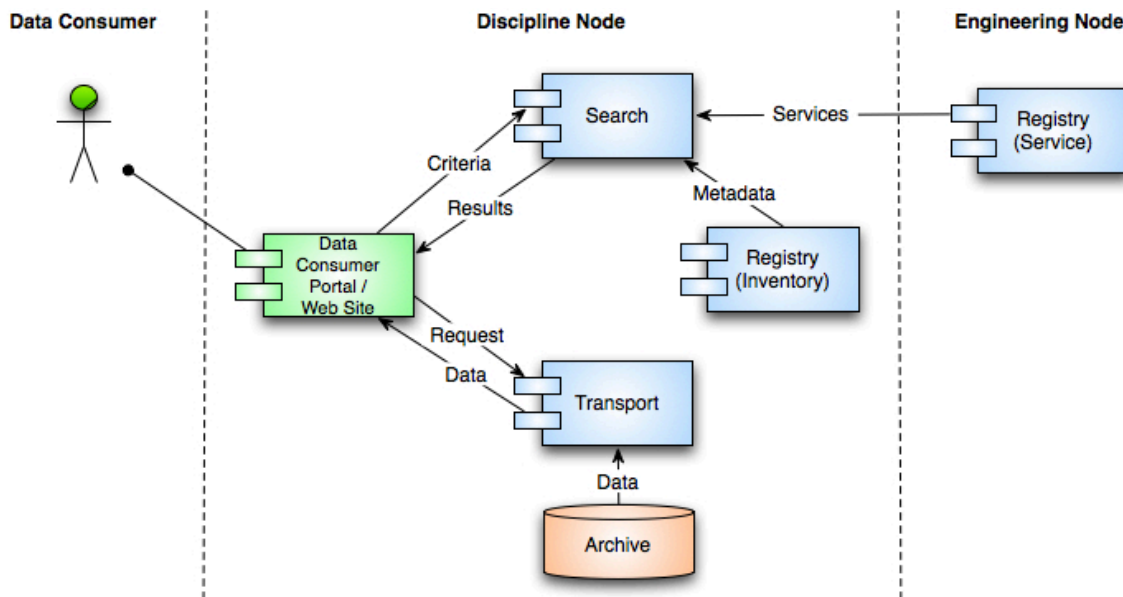 Data Consumer
Discipline Node
Engineering Node
Search
Services
Registry
(Service)
Criteria
Metadata
Results
Data
Consumer
Portal /
Web Site
Registry
(Inventory)
Request
Data
Transport
Data
Archive